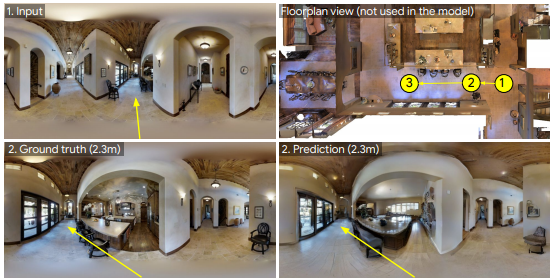 1. Input
Floorplan view (not used in the model)
3
2
1
2. Ground truth (2.3m)
2. Prediction (2.3m)